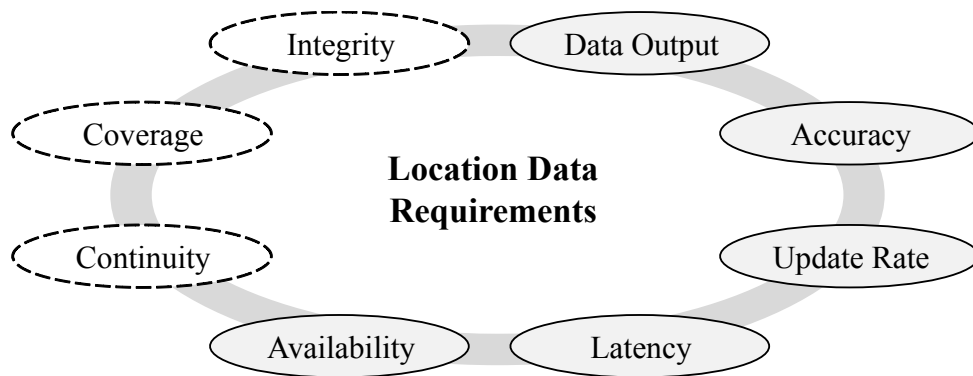 Integrity
Data Output
Coverage
Accuracy
Location Data
Requirements
Continuity
Update Rate
Availability
Latency